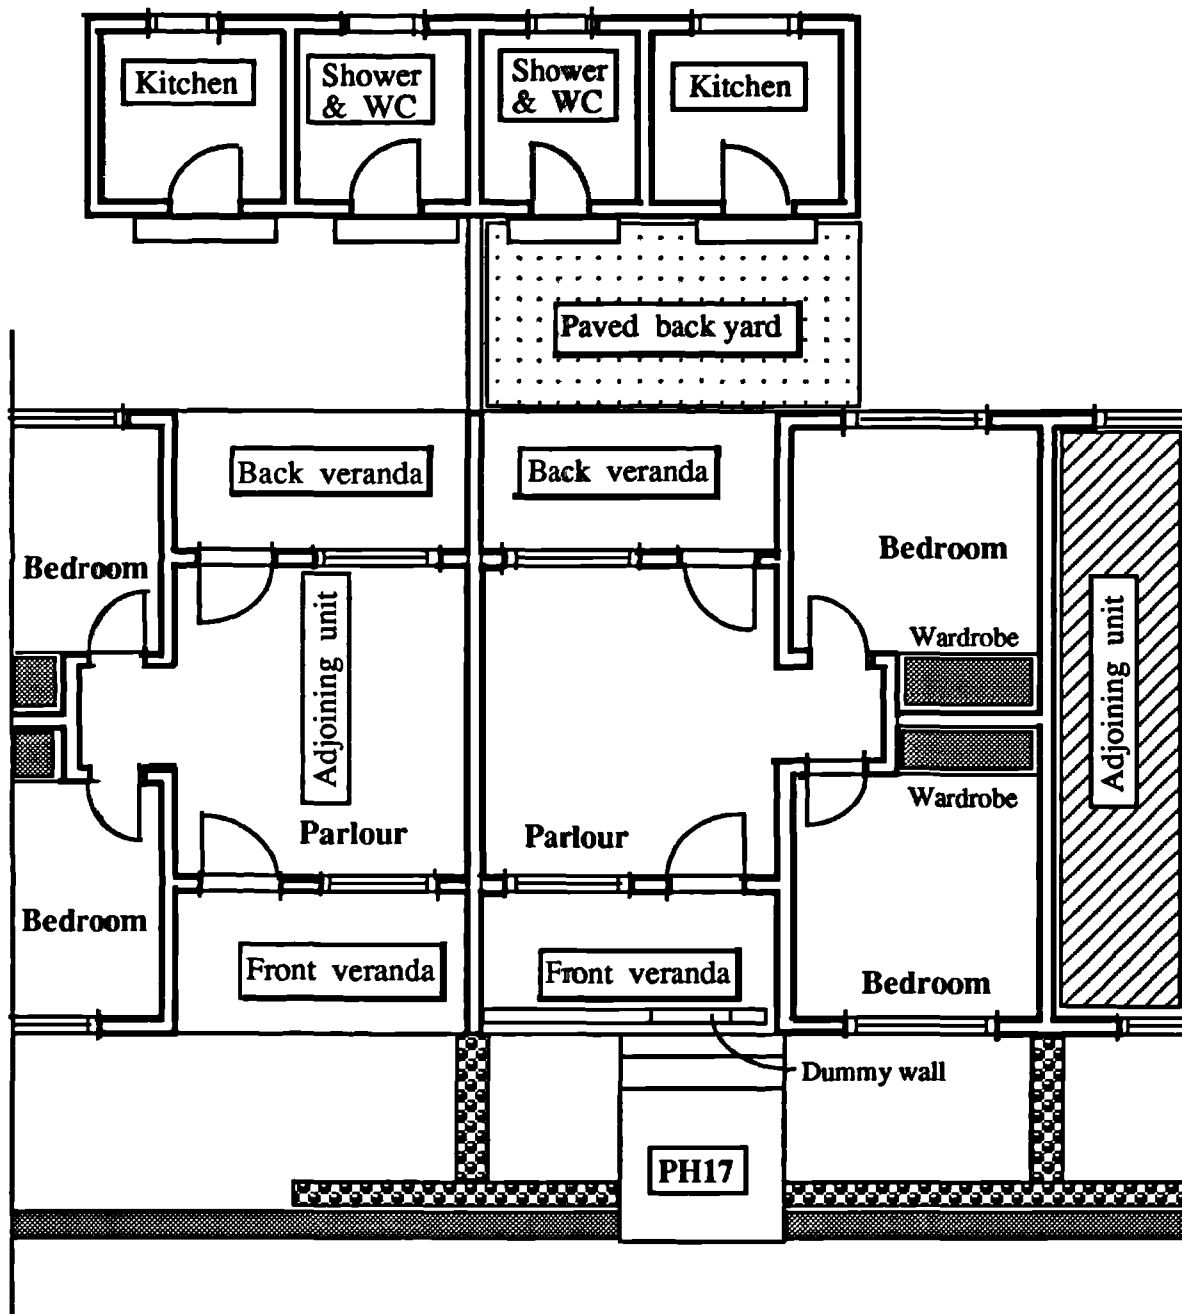 Kitchen
Shower
& WC
Shower
& WC
Kitchen
Paved back yard
Back veranda
Back veranda
Bedroom
Bedroom
Adjoining unit
Wardrobe
Adjoining unit
Wardrobe
Parlour
Parlour
Bedroom
Front veranda
Front veranda
Bedroom
Dummy wall
PH17